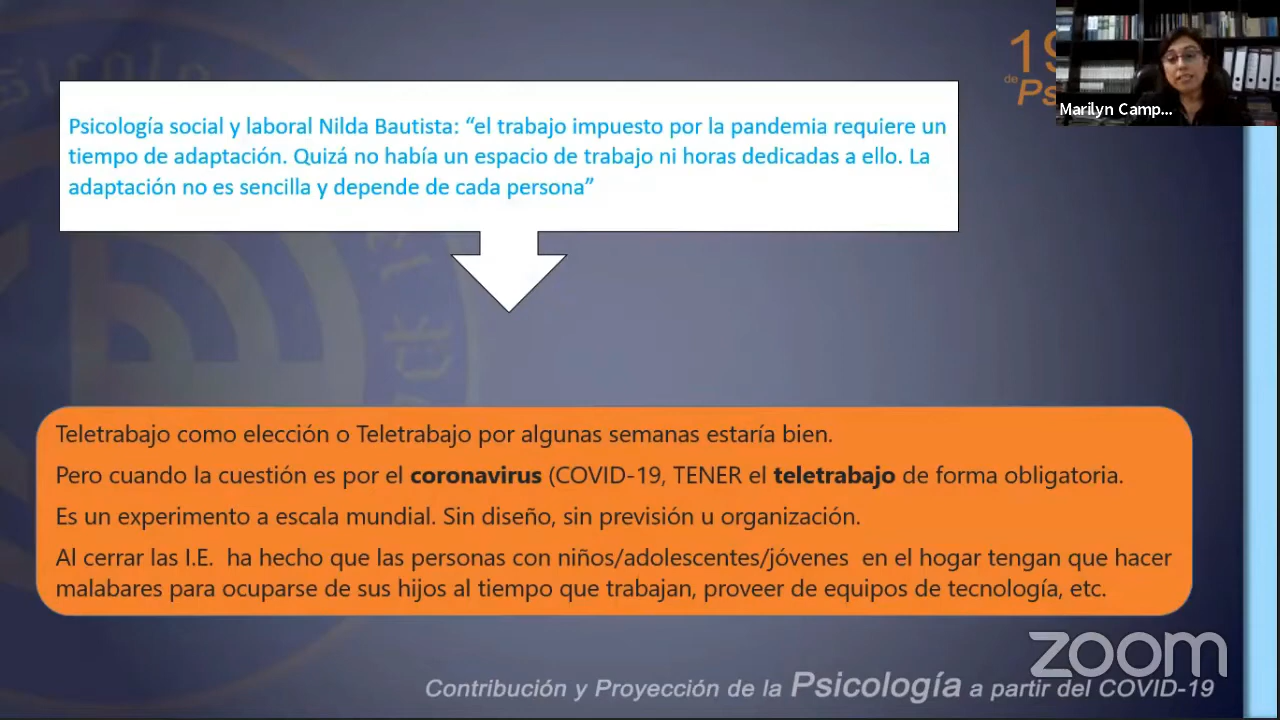 19
de
Ps
Marilyn Camp...
Psicología social y laboral Nilda Bautista: “el trabajo impuesto por la pandemia requiere un
tiempo de adaptación. Quizá no había un espacio de trabajo ni horas dedicadas a ello. La
adaptación no es sencilla y depende de cada persona”
Teletrabajo como elección o Teletrabajo por algunas semanas estaría bien.
Pero cuando la cuestión es por el coronavirus (COVID-19, TENER el teletrabajo de forma obligatoria.
Es un experimento a escala mundial. Sin diseño, sin previsión u organización.
Al cerrar las I.E. ha hecho que las personas con niños/adolescentes/jóvenes en el hogar tengan que hacer
malabares para ocuparse de sus hijos al tiempo que trabajan, proveer de equipos de tecnología, etc.
zoom
Contribución y Proyección de la Psicología a partir del COVID-19